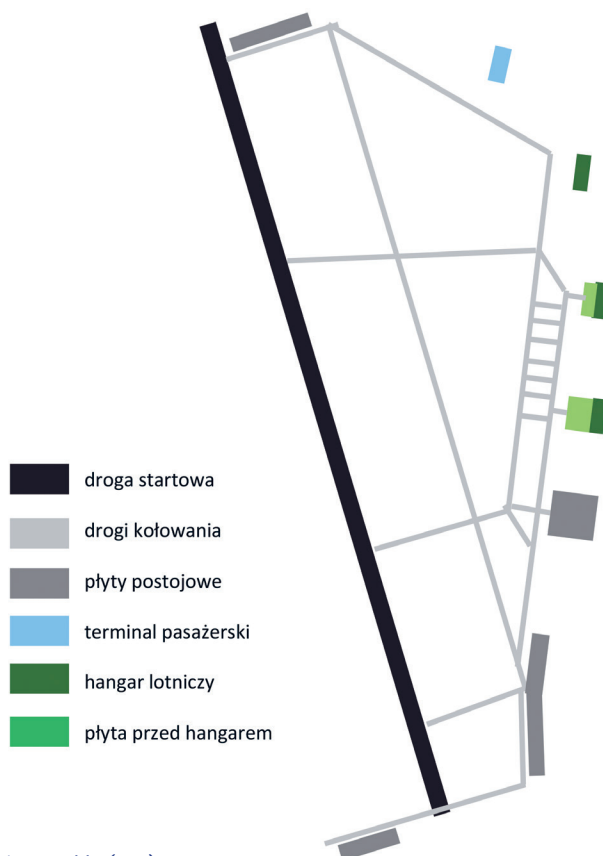 droga startowa
drogi kołowania
płyty postojowe
terminal pasażerski
hangar lotniczy
płyta przed hangarem